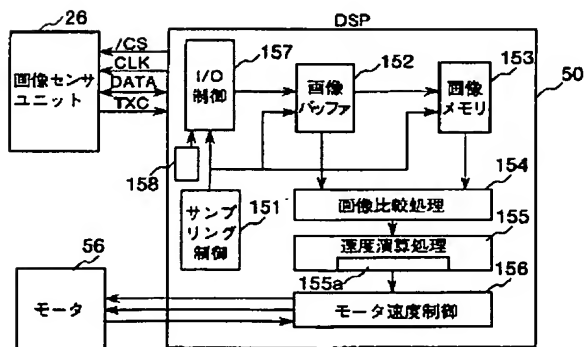 DSP
26
画像センサ
ユニット
/CS
CLK
DATA
TXC
I/O
制御
157
158
サンプ
リング
制御
151
画像
バッファ
152
画像
メモリ
153
50
画像比較処理
154
速度演算処理
155
155a
モータ速度制御
156
56
モータ